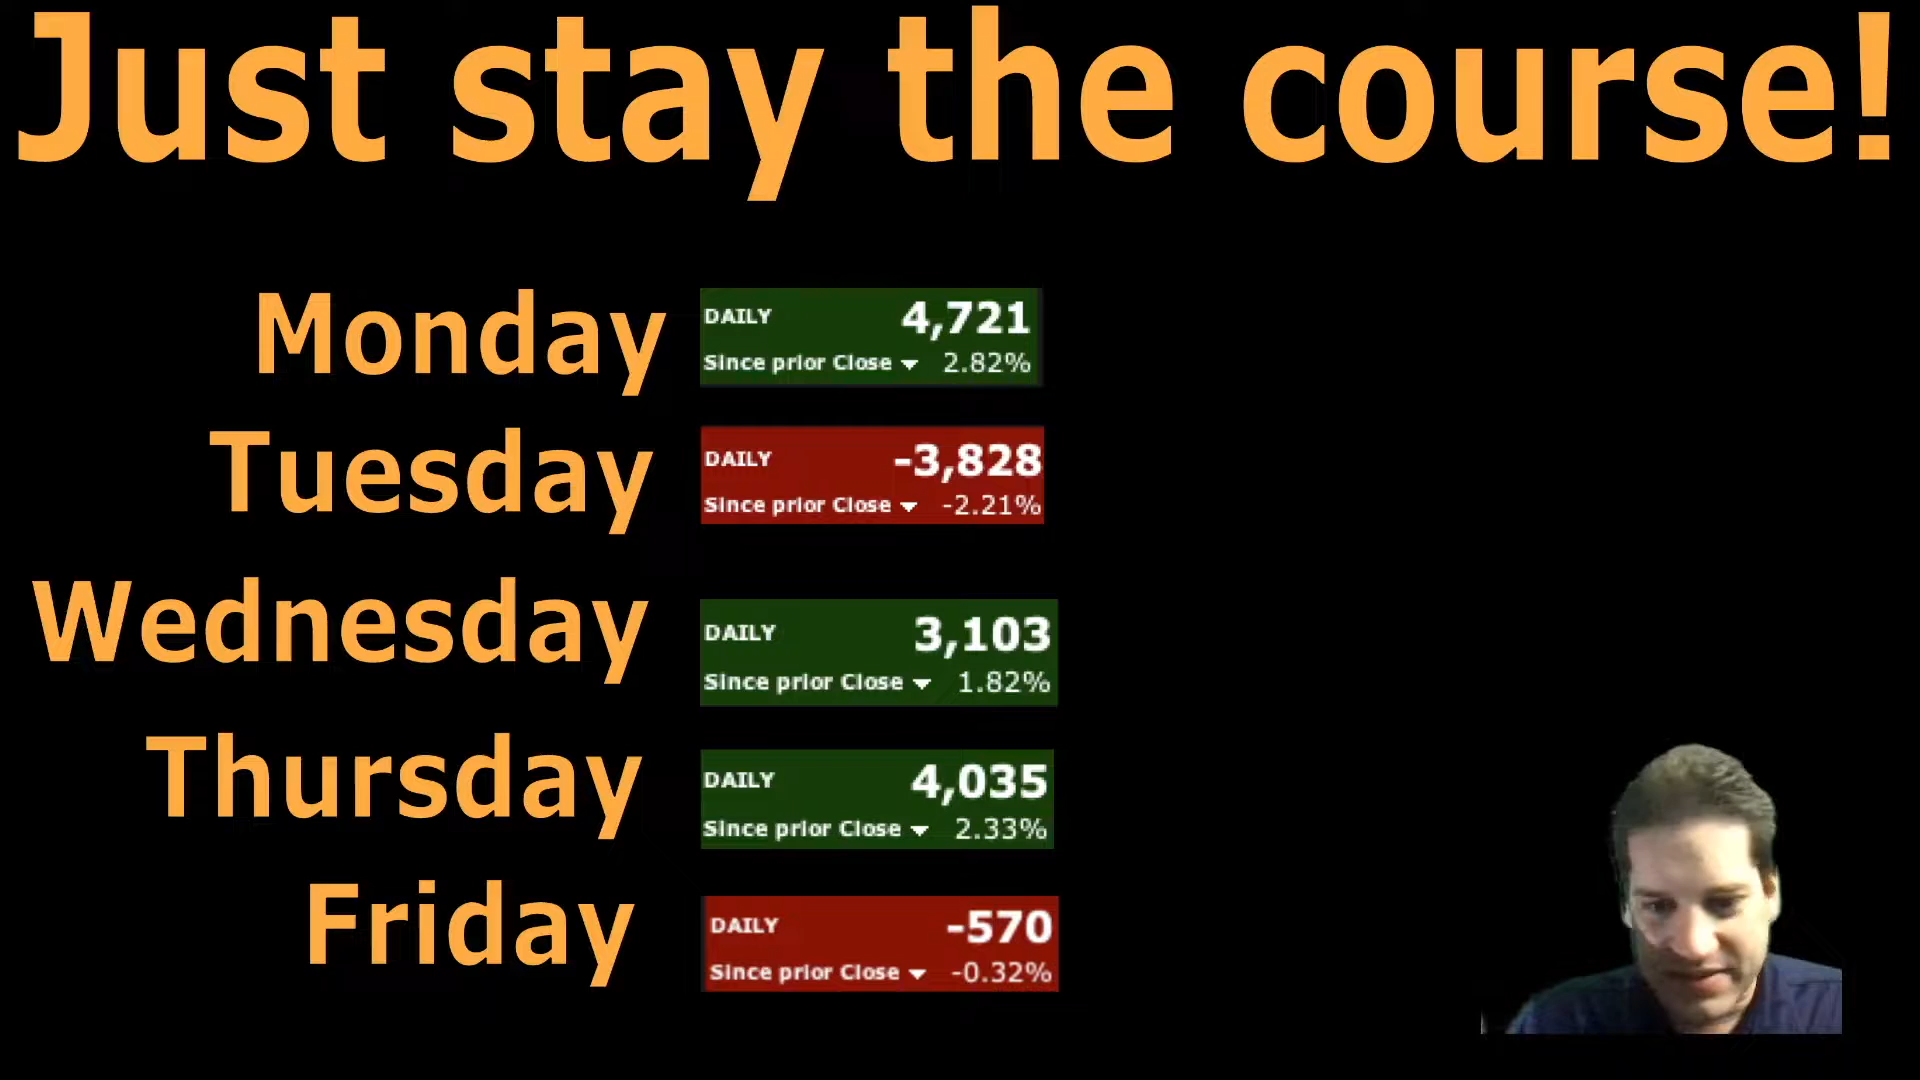 Just stay the course!
Monday
DAILY 4,721
Since prior Close 2.82%
Tuesday
DAILY -3,828
Since prior Close -2.21%
Wednesday
DAILY 3,103
Since prior Close 1.82%
Thursday
DAILY 4,035
Since prior Close 2.33%
Friday
DAILY -570
Since prior Close -0.32%